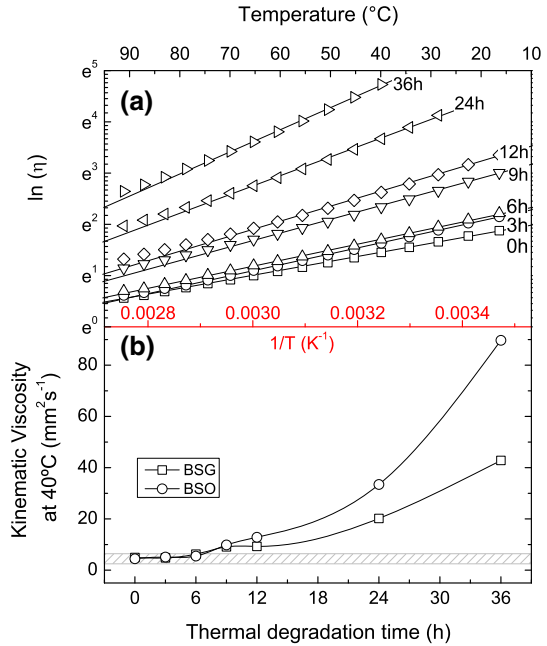 Temperature (°C)
90 80 70 60 50 40 30 20 10
(a)
ln (η)
e⁵
e⁴
e³
e²
e¹
e⁰
36h
24h
12h
9h
6h
3h
0h
0.0028 0.0030 0.0032 0.0034
1/T (K⁻¹)
(b)
Kinematic Viscosity
at 40ºC (mm²s⁻¹)
80
60
40
20
0
BSG
BSO
0 6 12 18 24 30 36
Thermal degradation time (h)